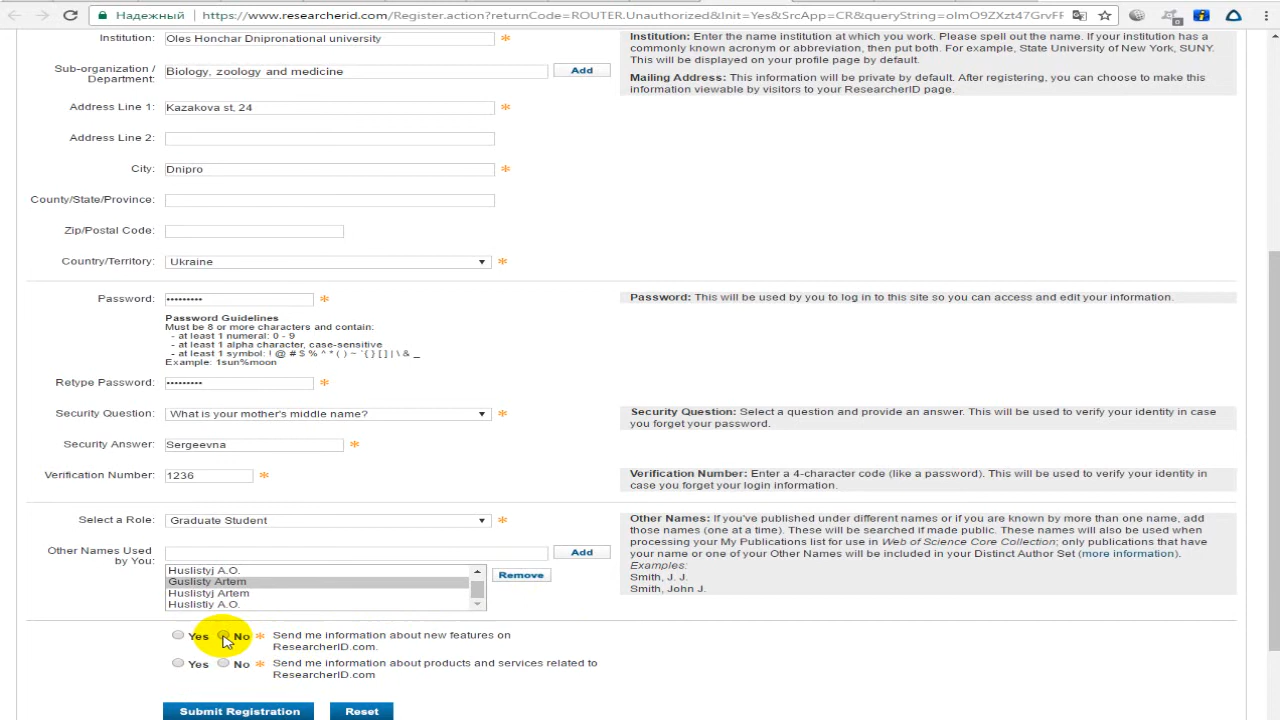 Надежный https://www.researcherid.com/Register.action?returnCode=ROUTER.Unauthorized&Init=Yes&SrcApp=CR&queryString=
Institution: Oles Honchar Dnipronational university *
Institution: Enter the name institution at which you work. Please spell out the name. If your institution has a
commonly known acronym or abbreviation, then put both. For example, State University of New York, SUNY.
This will be displayed on your profile page by default.
Sub-organization /
Department: Biology, zoology and medicine Add
Mailing Address: This information will be private by default. After registering, you can choose to make this
information viewable by visitors to your ResearcherID page.
Address Line 1: Kazakova st, 24 *
Address Line 2:
City: Dnipro *
County/State/Province:
Zip/Postal Code:
Country/Territory: Ukraine *
Password: ••••••••• *
Password: This will be used by you to log in to this site so you can access and edit your information.
Password Guidelines
Must be 8 or more characters and contain:
- at least 1 numeral: 0 - 9
- at least 1 alpha character, case-sensitive
- at least 1 symbol: ! @ # $ % ^ * ( ) ~ `{ } [ ] | \ & _
Example: 1sun%moon
Retype Password: ••••••••• *
Security Question: What is your mother's middle name? *
Security Question: Select a question and provide an answer. This will be used to verify your identity in case
you forget your password.
Security Answer: Sergeevna *
Verification Number: 1236 *
Verification Number: Enter a 4-character code (like a password). This will be used to verify your identity in
case you forget your login information.
Select a Role: Graduate Student *
Other Names: If you've published under different names or if you are known by more than one name, add
those names (one at a time). These will be searched if made public. These names will also be used when
processing your My Publications list for use in Web of Science Core Collection; only publications that have
your name or one of your Other Names will be included in your Distinct Author Set (more information).
Examples:
Smith, J. J.
Smith, John J.
Other Names Used
by You: Add
Huslistyj A.O.
Guslisty Artem
Huslistyj Artem
Huslistiy A.O.
Remove
Yes No * Send me information about new features on
ResearcherID.com.
Yes No * Send me information about products and services related to
ResearcherID.com
Submit Registration Reset